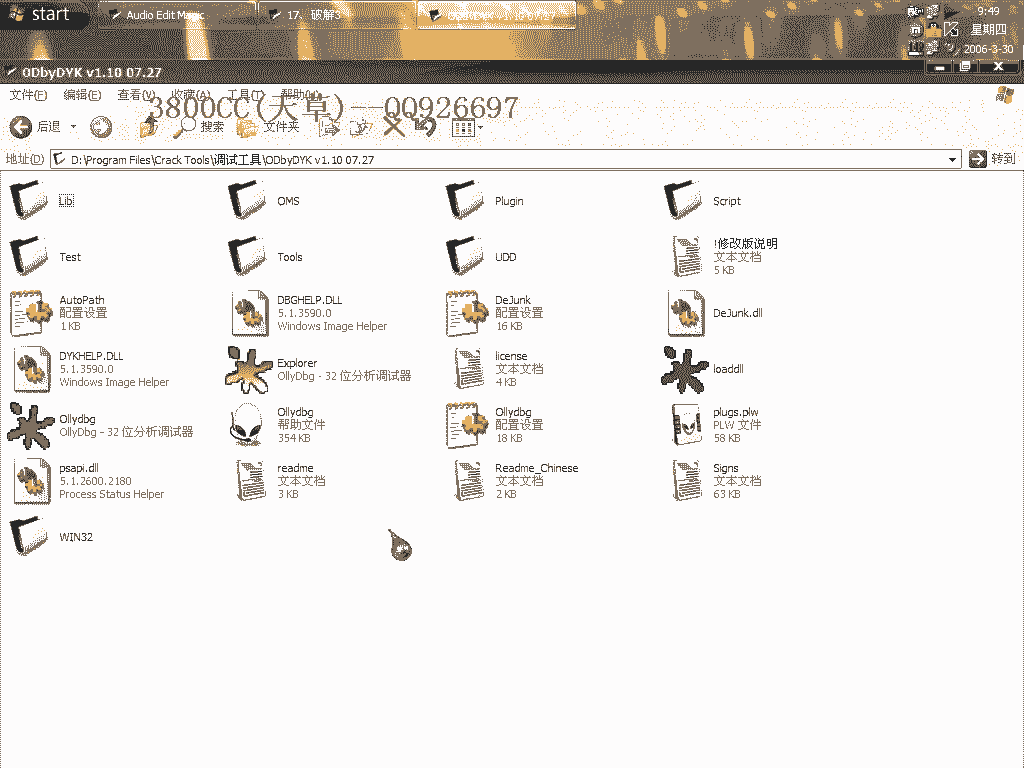 start
Audio Edit Magic
17、破解3
ODbyDYK v1.10 07.27
9:49
星期四
2006-3-30
ODbyDYK v1.10 07.27
文件(F) 编辑(E) 查看(V) 收藏(A) 工具(T) 帮助(H)
3800CC(天草)--QQ926697
后退 搜索 文件夹
地址(D) D:\Program Files\Crack Tools\调试工具\ODbyDYK v1.10 07.27 转到
Lib
OMS
Plugin
Script
Test
Tools
UDD
!修改版说明
文本文档
5 KB
AutoPath
配置设置
1 KB
DBGHELP.DLL
5.1.3590.0
Windows Image Helper
DeJunk
配置设置
16 KB
DeJunk.dll
DYKHELP.DLL
5.1.3590.0
Windows Image Helper
Explorer
OllyDbg - 32 位分析调试器
license
文本文档
4 KB
loaddll
Ollydbg
OllyDbg - 32 位分析调试器
Ollydbg
帮助文件
354 KB
Ollydbg
配置设置
18 KB
plugs.plw
PLW 文件
58 KB
psapi.dll
5.1.2600.2180
Process Status Helper
readme
文本文档
3 KB
Readme_Chinese
文本文档
2 KB
Signs
文本文档
63 KB
WIN32